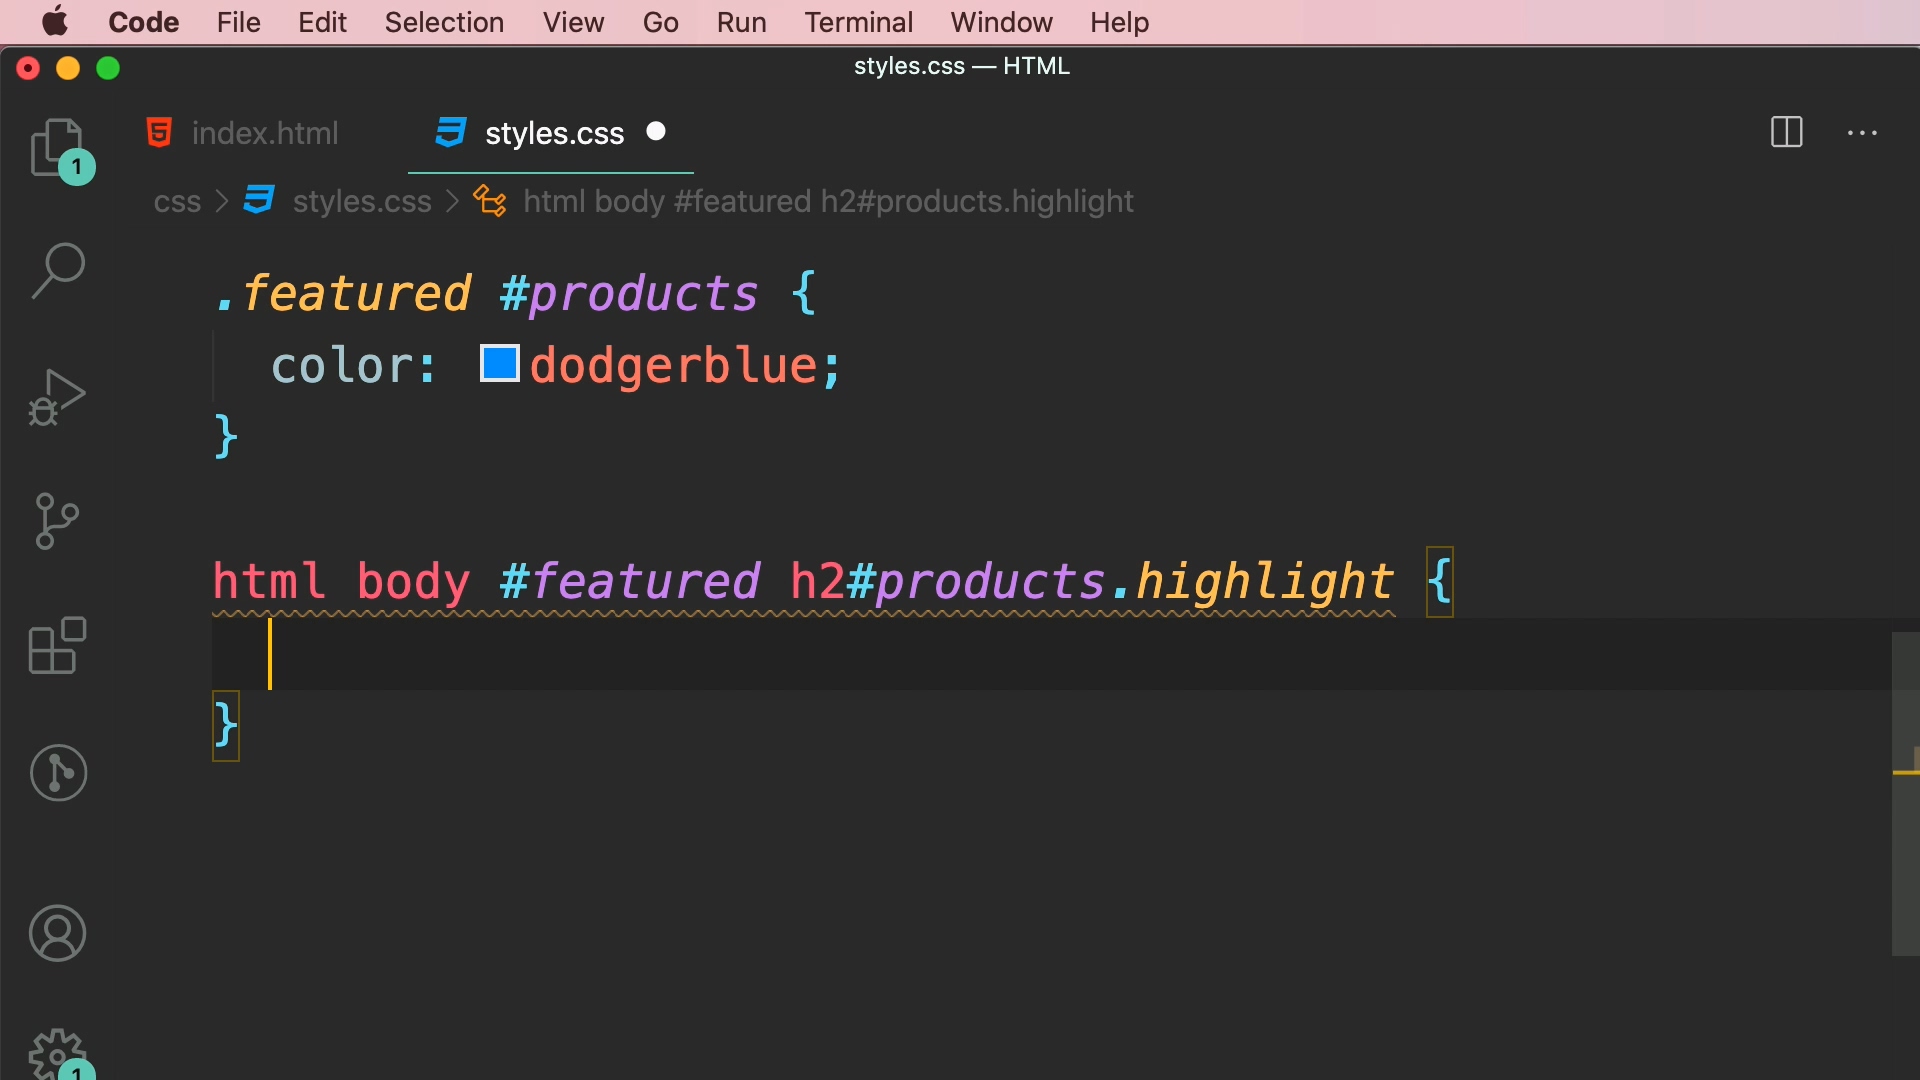 Code File Edit Selection View Go Run Terminal Window Help
styles.css — HTML
index.html styles.css
css > styles.css > html body #featured h2#products.highlight
.featured #products {
color: dodgerblue;
}
html body #featured h2#products.highlight {
}
1
1